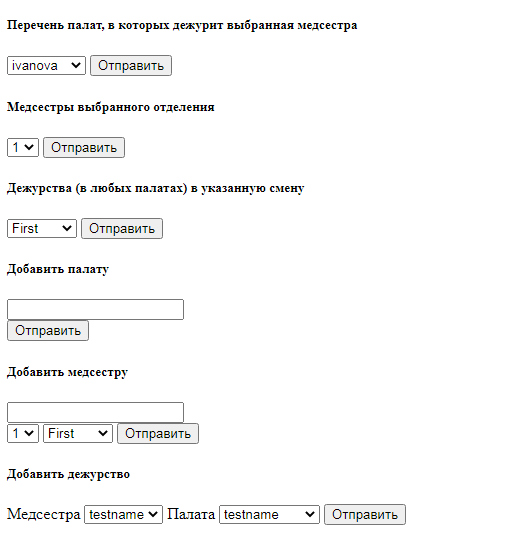 Перечень палат, в которых дежурит выбранная медсестра
ivanova Отправить
Медсестры выбранного отделения
1 Отправить
Дежурства (в любых палатах) в указанную смену
First Отправить
Добавить палату
Отправить
Добавить медсестру
1 First Отправить
Добавить дежурство
Медсестра testname Палата testname Отправить